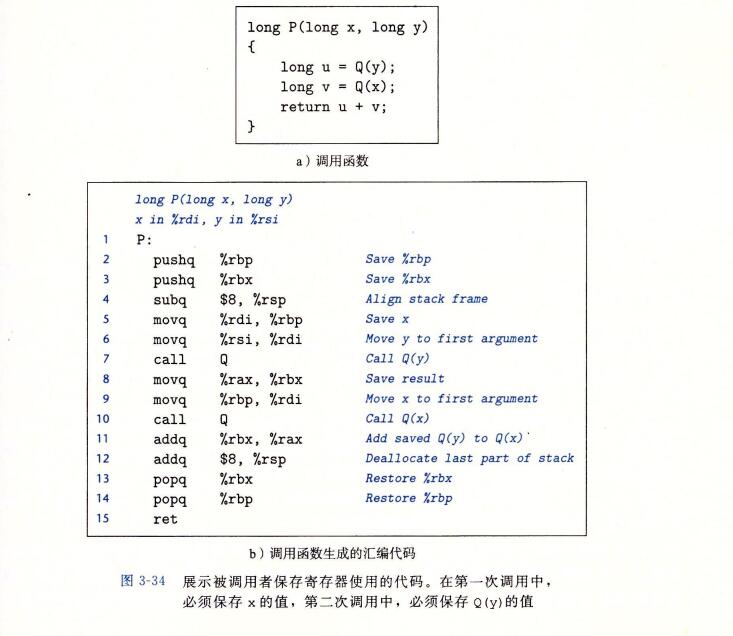 long P(long x, long y)
{
    long u = Q(y);
    long v = Q(x);
    return u + v;
}
a）调用函数
long P(long x, long y)
x in %rdi, y in %rsi
1 P:
2 pushq %rbp Save %rbp
3 pushq %rbx Save %rbx
4 subq $8, %rsp Align stack frame
5 movq %rdi, %rbp Save x
6 movq %rsi, %rdi Move y to first argument
7 call Q Call Q(y)
8 movq %rax, %rbx Save result
9 movq %rbp, %rdi Move x to first argument
10 call Q Call Q(x)
11 addq %rbx, %rax Add saved Q(y) to Q(x)
12 addq $8, %rsp Deallocate last part of stack
13 popq %rbx Restore %rbx
14 popq %rbp Restore %rbp
15 ret
b）调用函数生成的汇编代码
图 3-34 展示被调用者保存寄存器使用的代码。在第一次调用中，
必须保存 x 的值，第二次调用中，必须保存 Q(y)的值